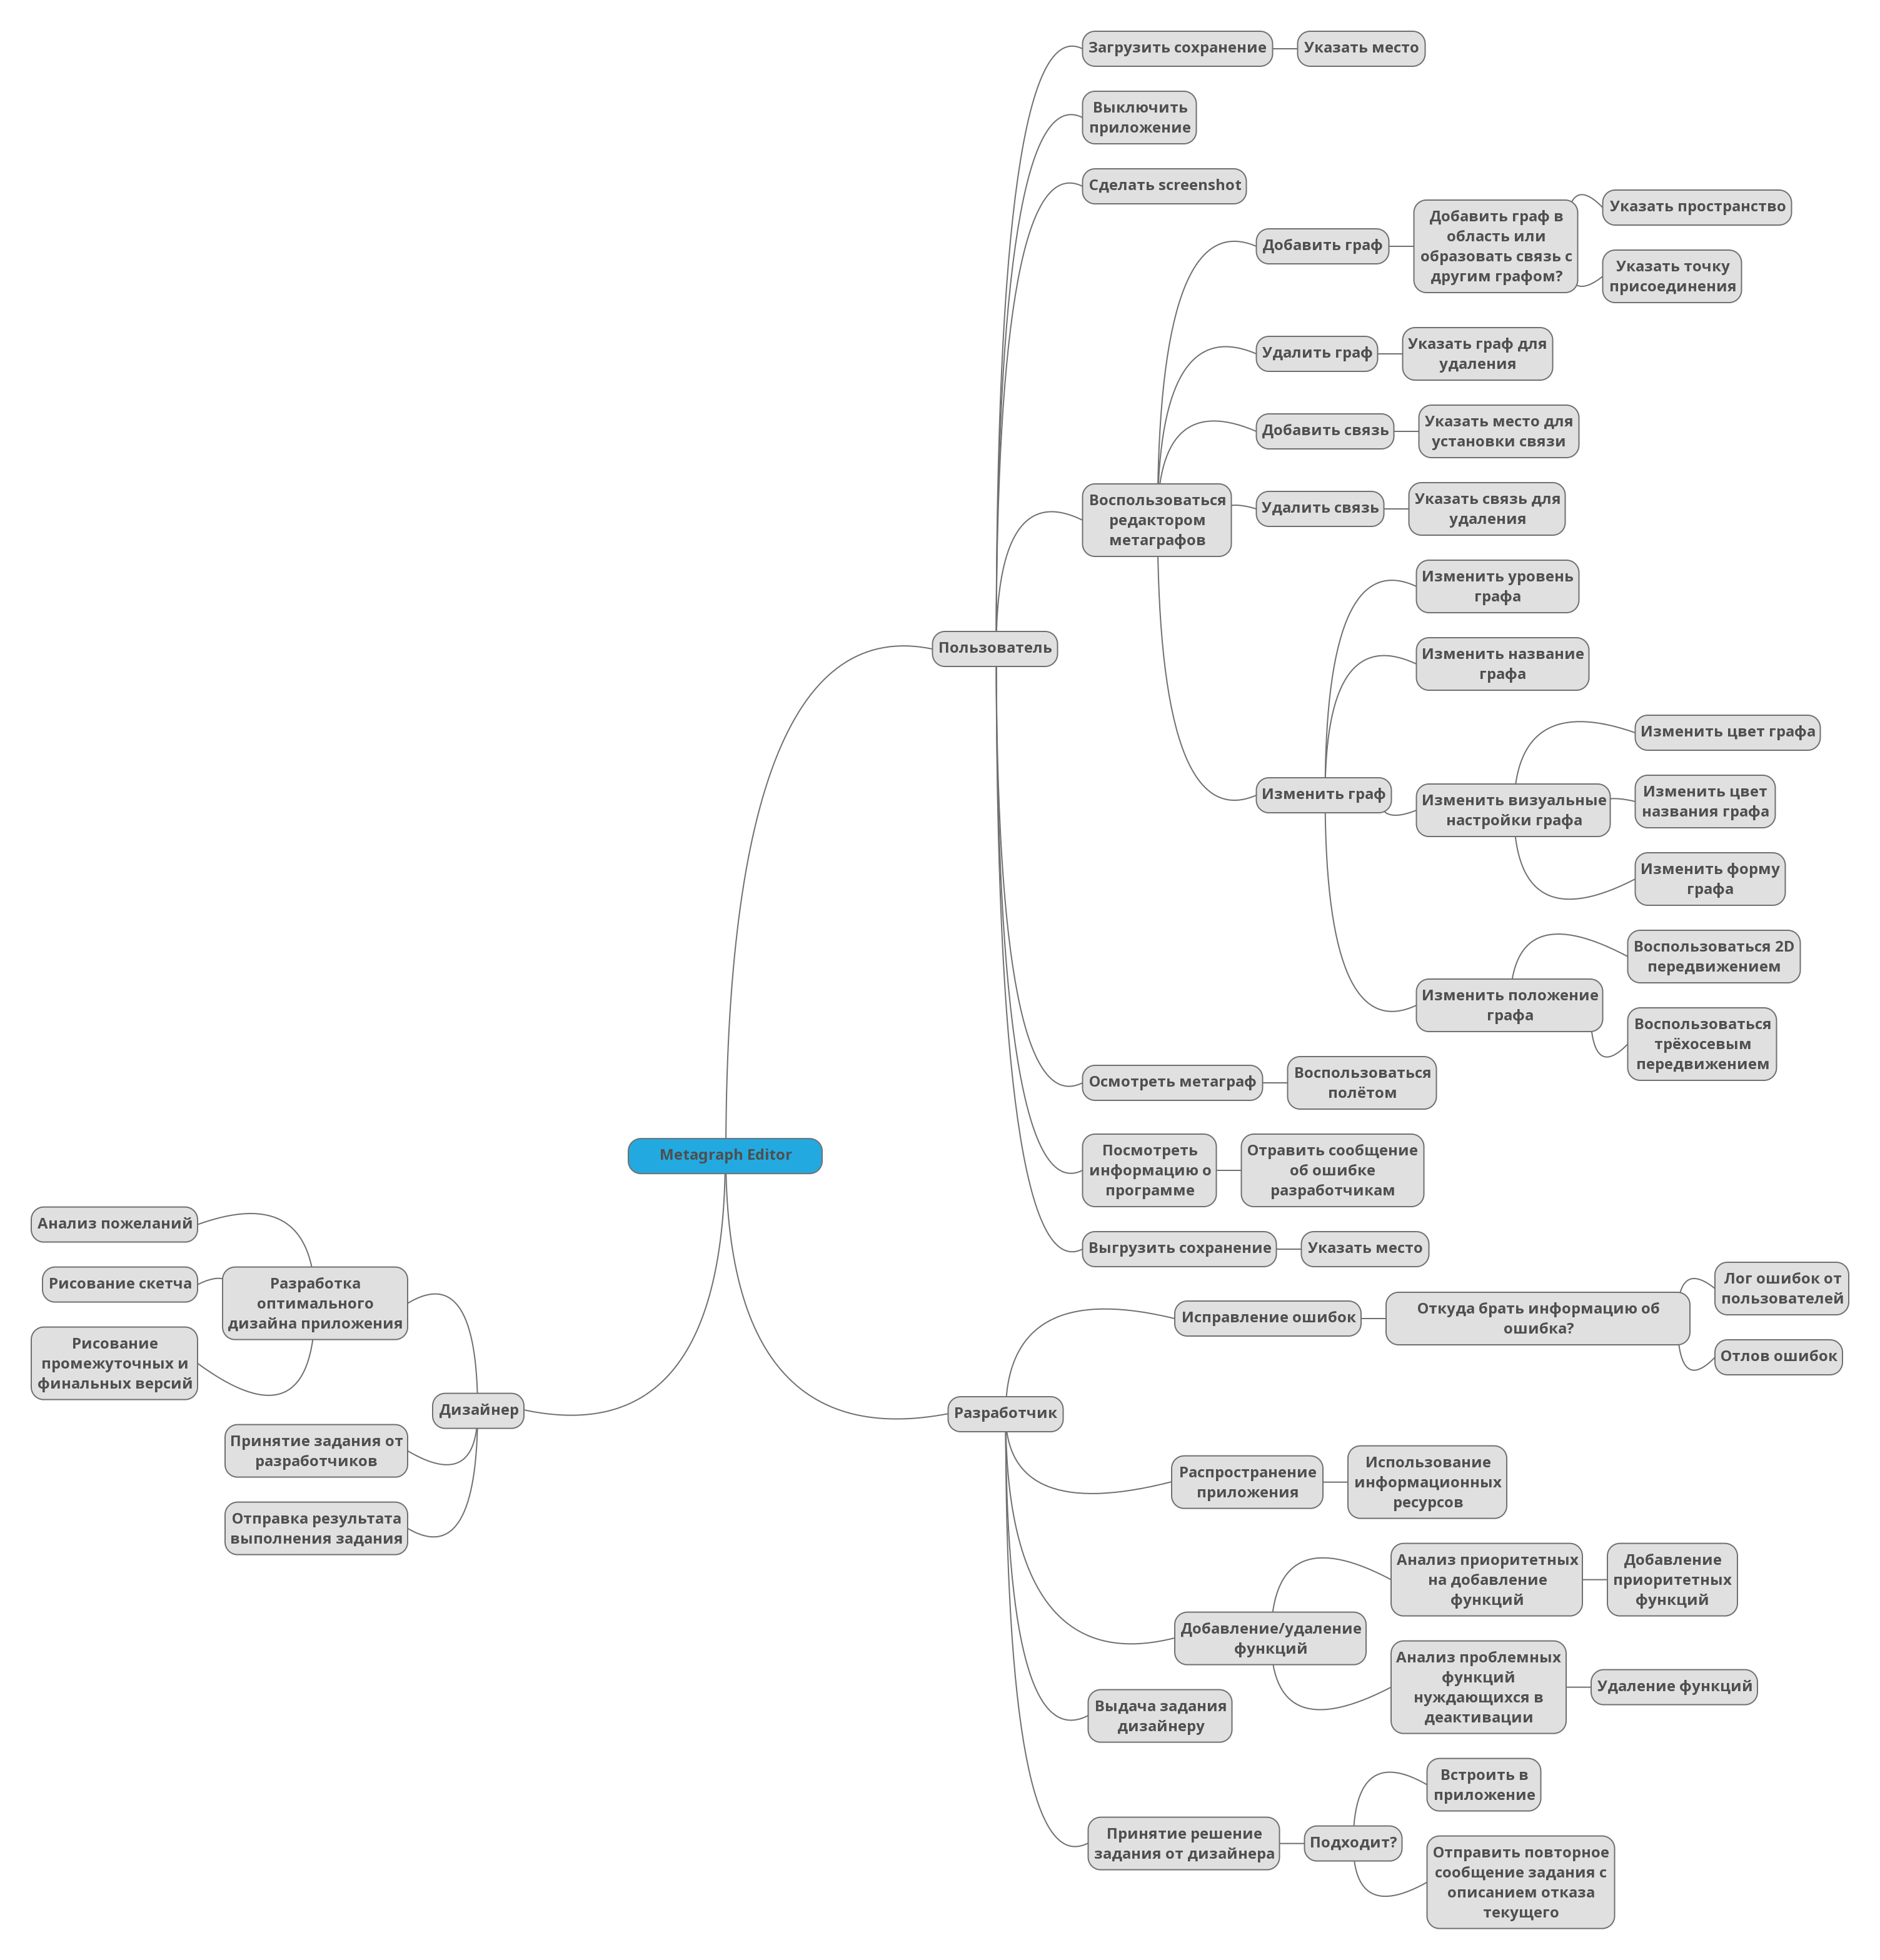 Загрузить сохранение
Указать место
Выключить
приложение
Сделать screenshot
Добавить граф
Добавить граф в
область или
образовать связь с
другим графом?
Указать пространство
Указать точку
присоединения
Удалить граф
Указать граф для
удаления
Добавить связь
Указать место для
установки связи
Воспользоваться
редактором
метаграфов
Удалить связь
Указать связь для
удаления
Изменить уровень
графа
Изменить название
графа
Пользователь
Изменить граф
Изменить визуальные
настройки графа
Изменить цвет графа
Изменить цвет
названия графа
Изменить форму
графа
Изменить положение
графа
Воспользоваться 2D
передвижением
Воспользоваться
трёхосевым
передвижением
Осмотреть метаграф
Воспользоваться
полётом
Metagraph Editor
Посмотреть
информацию о
программе
Отравить сообщение
об ошибке
разработчикам
Выгрузить сохранение
Указать место
Анализ пожеланий
Рисование скетча
Рисование
промежуточных и
финальных версий
Разработка
оптимального
дизайна приложения
Дизайнер
Принятие задания от
разработчиков
Отправка результата
выполнения задания
Исправление ошибок
Откуда брать информацию об
ошибка?
Лог ошибок от
пользователей
Отлов ошибок
Разработчик
Распространение
приложения
Использование
информационных
ресурсов
Добавление/удаление
функций
Анализ приоритетных
на добавление
функций
Добавление
приоритетных
функций
Анализ проблемных
функций
нуждающихся в
деактивации
Удаление функций
Выдача задания
дизайнеру
Принятие решение
задания от дизайнера
Подходит?
Встроить в
приложение
Отправить повторное
сообщение задания с
описанием отказа
текущего